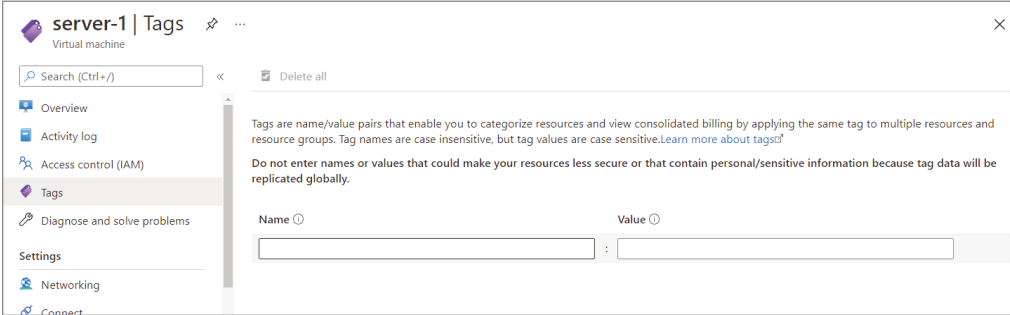 server-1 | Tags
Virtual machine
Search (Ctrl+/)
Overview
Activity log
Access control (IAM)
Tags
Diagnose and solve problems
Settings
Networking
Connect
Delete all
Tags are name/value pairs that enable you to categorize resources and view consolidated billing by applying the same tag to multiple resources and
resource groups. Tag names are case insensitive, but tag values are case sensitive.Learn more about tags
Do not enter names or values that could make your resources less secure or that contain personal/sensitive information because tag data will be
replicated globally.
Name Value
: